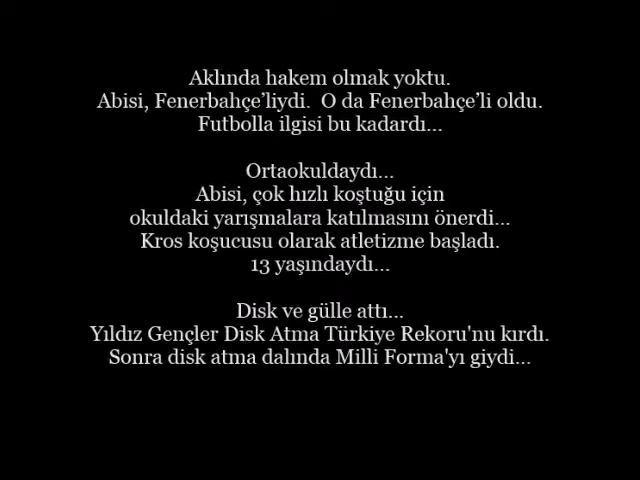 Aklında hakem olmak yoktu.
Abisi, Fenerbahçe’liydi.  O da Fenerbahçe’li oldu.
Futbolla ilgisi bu kadardı...
Ortaokuldaydı...
Abisi, çok hızlı koştuğu için
okuldaki yarışmalara katılmasını önerdi...
Kros koşucusu olarak atletizme başladı.
13 yaşındaydı...
Disk ve gülle attı...
Yıldız Gençler Disk Atma Türkiye Rekoru'nu kırdı.
Sonra disk atma dalında Milli Forma'yı giydi...